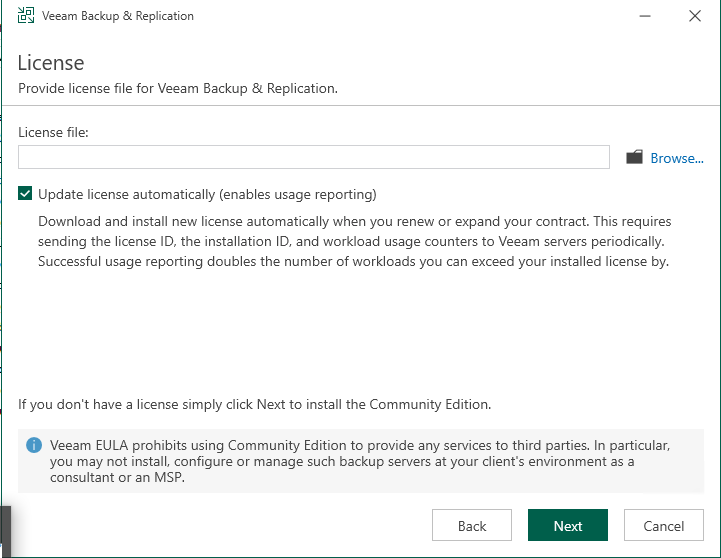 Veeam Backup & Replication
License
Provide license file for Veeam Backup & Replication.
License file:
Browse...
Update license automatically (enables usage reporting)
Download and install new license automatically when you renew or expand your contract. This requires
sending the license ID, the installation ID, and workload usage counters to Veeam servers periodically.
Successful usage reporting doubles the number of workloads you can exceed your installed license by.
If you don't have a license simply click Next to install the Community Edition.
Veeam EULA prohibits using Community Edition to provide any services to third parties. In particular,
you may not install, configure or manage such backup servers at your client's environment as a
consultant or an MSP.
Back
Next
Cancel